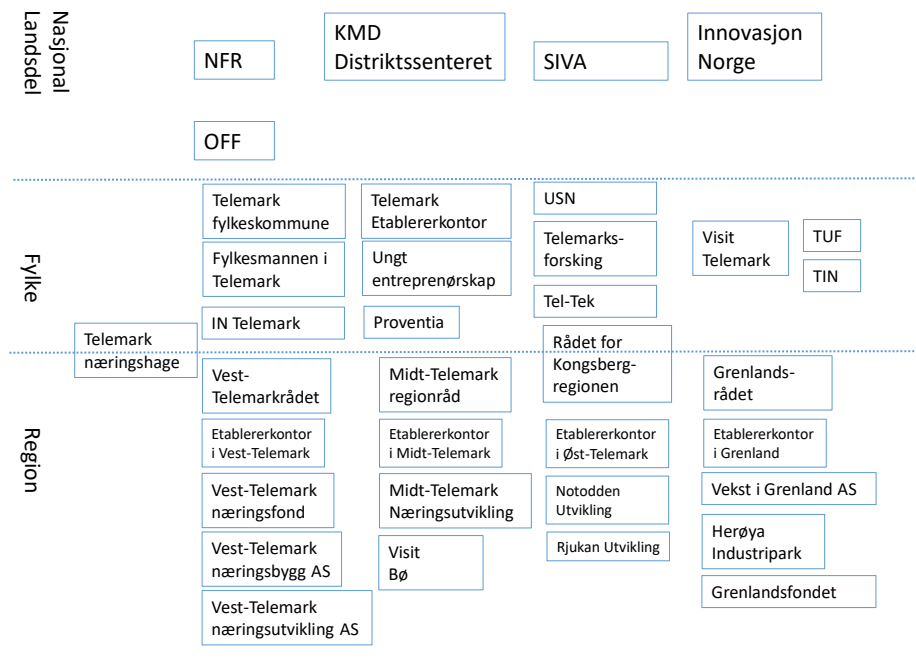 Nasjonal
Landsdel
NFR
KMD
Distriktssenteret
SIVA
Innovasjon
Norge
OFF
Fylke
Telemark
fylkeskommune
Telemark
Etablererkontor
USN
Fylkesmannen i
Telemark
Ungt
entreprenørskap
Telemarks-
forsking
Visit
Telemark
TUF
TIN
IN Telemark
Proventia
Tel-Tek
Telemark
næringshage
Rådet for
Kongsberg-
regionen
Region
Vest-
Telemarkrådet
Midt-Telemark
regionråd
Grenlands-
rådet
Etablererkontor
i Vest-Telemark
Etablererkontor
i Midt-Telemark
Etablererkontor
i Øst-Telemark
Etablererkontor
i Grenland
Vest-Telemark
næringsfond
Midt-Telemark
Næringsutvikling
Notodden
Utvikling
Vekst i Grenland AS
Vest-Telemark
næringsbygg AS
Visit
Bø
Rjukan Utvikling
Herøya
Industripark
Vest-Telemark
næringsutvikling AS
Grenlandsfondet